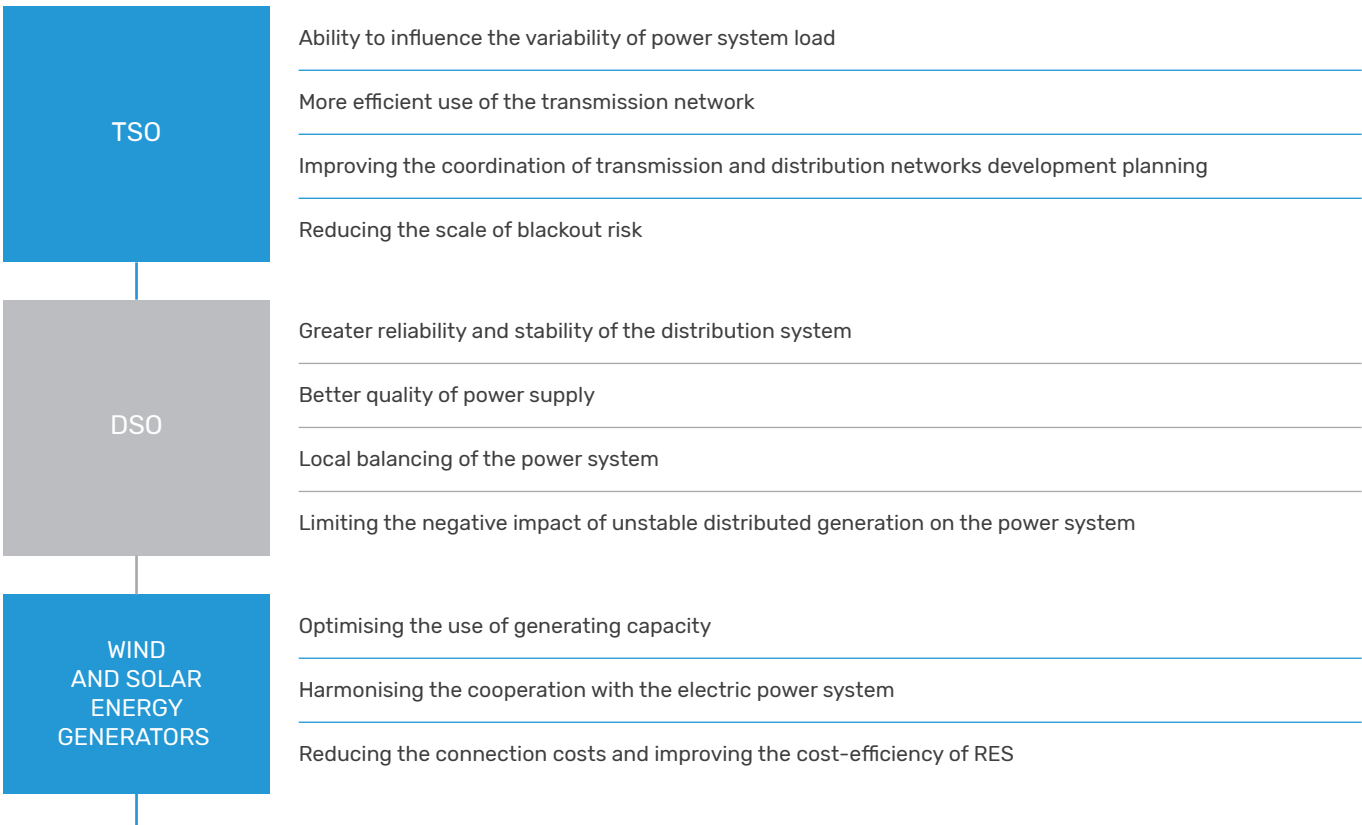 TSO
Ability to influence the variability of power system load
More efficient use of the transmission network
Improving the coordination of transmission and distribution networks development planning
Reducing the scale of blackout risk
DSO
Greater reliability and stability of the distribution system
Better quality of power supply
Local balancing of the power system
Limiting the negative impact of unstable distributed generation on the power system
WIND
AND SOLAR
ENERGY
GENERATORS
Optimising the use of generating capacity
Harmonising the cooperation with the electric power system
Reducing the connection costs and improving the cost-efficiency of RES